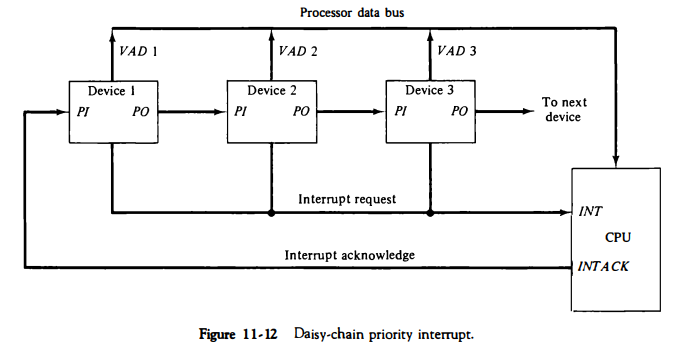 Processor data bus
VAD 1
VAD 2
VAD 3
Device 1
PI
PO
Device 2
PI
PO
Device 3
PI
PO
To next
device
Interrupt request
INT
CPU
Interrupt acknowledge
INTACK
Figure 11-12 Daisy-chain priority interrupt.